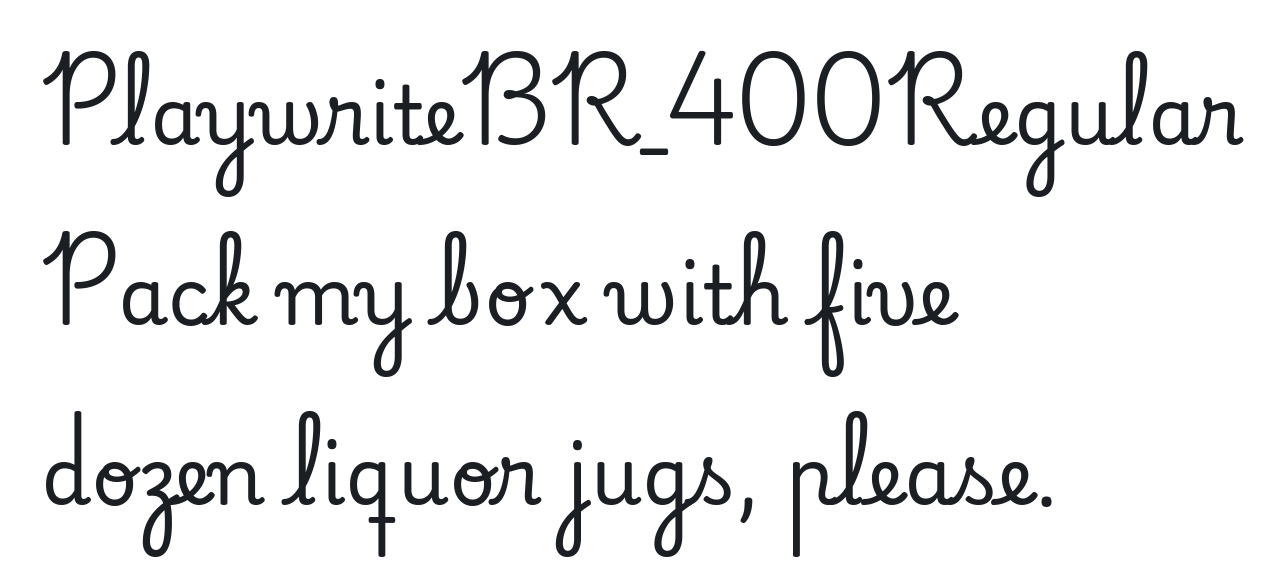 PlaywriteBR_400Regular
Pack my box with five
dozen liquor jugs, please.